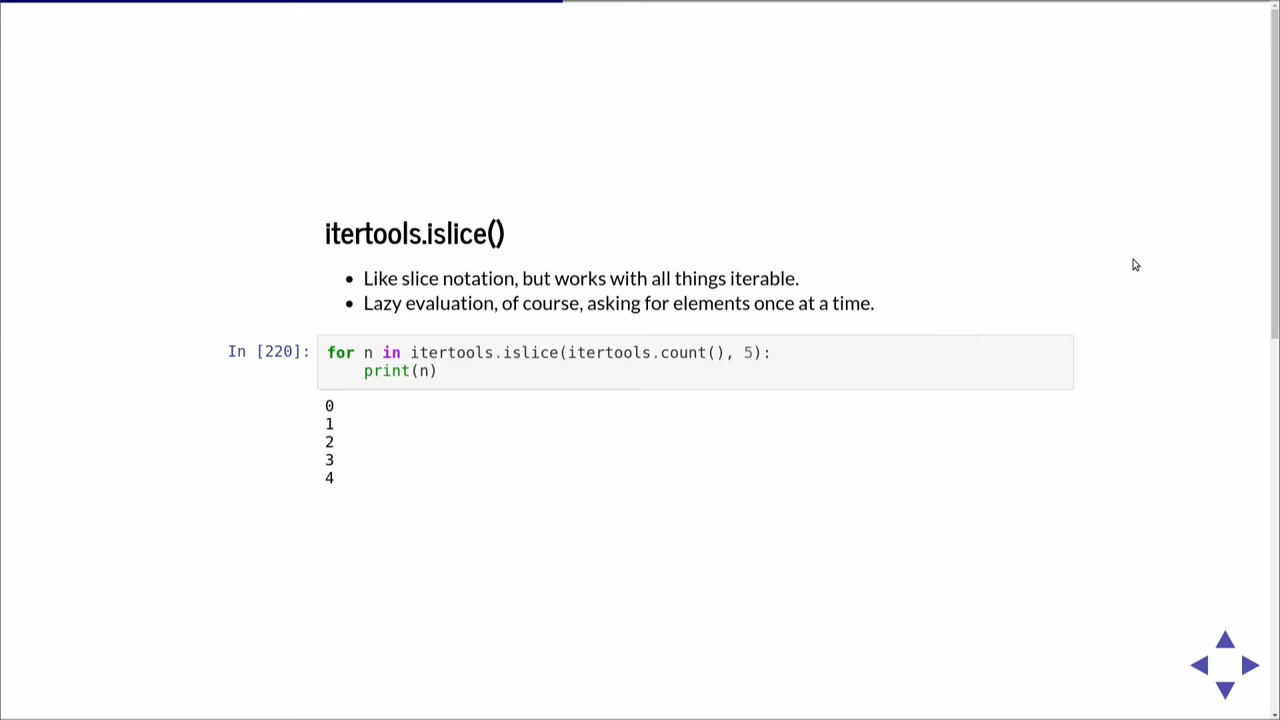 itertools.islice()
• Like slice notation, but works with all things iterable.
• Lazy evaluation, of course, asking for elements once at a time.
In [220]: for n in itertools.islice(itertools.count(), 5):
    print(n)
0
1
2
3
4